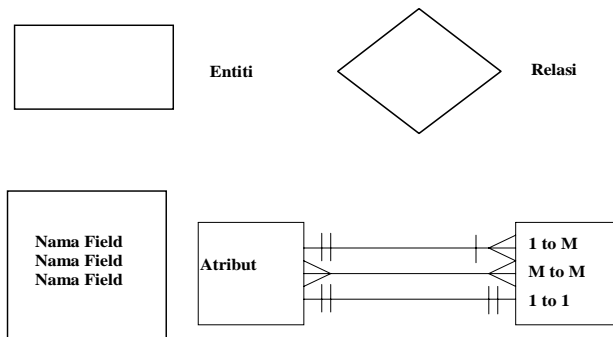 Entiti
Relasi
Nama Field
Nama Field
Nama Field
Atribut
1 to M
M to M
1 to 1